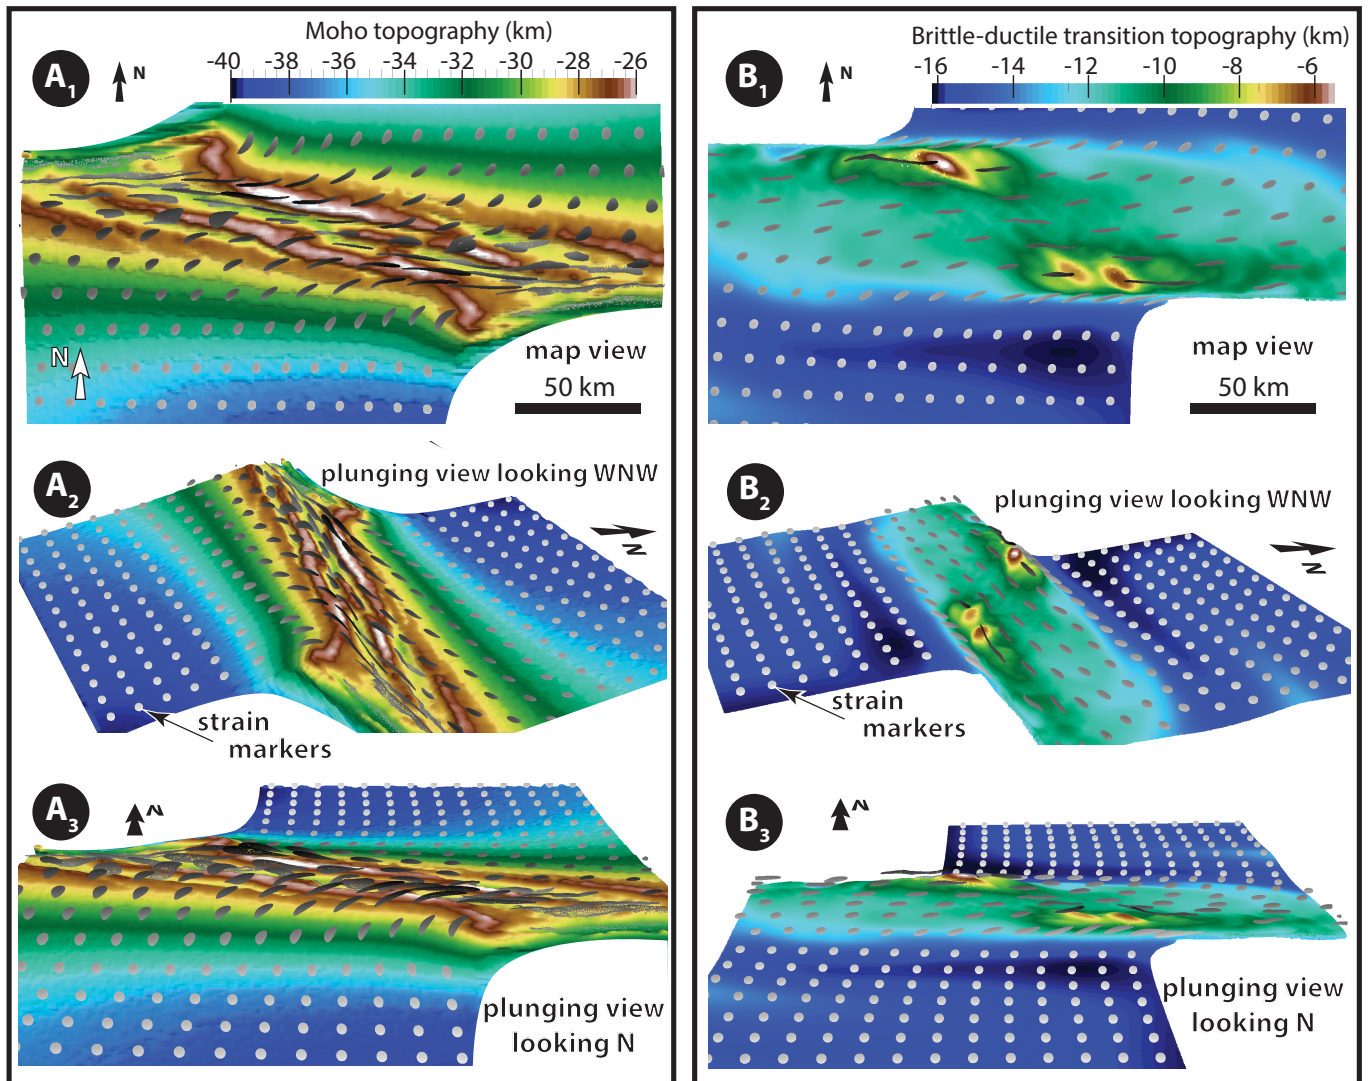 Moho topography (km)
A1
N
-40 -38 -36 -34 -32 -30 -28 -26
N
map view
50 km
A2
plunging view looking WNW
N
strain
markers
A3
N
plunging view
looking N
Brittle-ductile transition topography (km)
B1
N
-16 -14 -12 -10 -8 -6
map view
50 km
B2
plunging view looking WNW
N
strain
markers
B3
N
plunging view
looking N